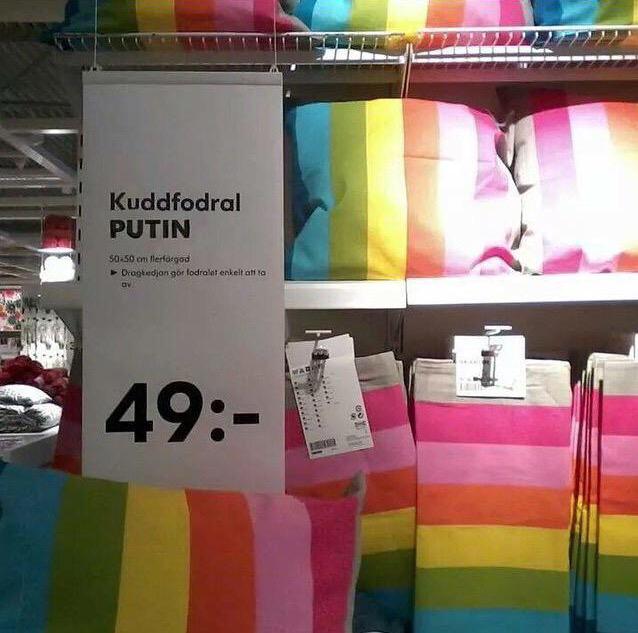 Kuddfodral
PUTIN
50x50 cm flerfärgad
► Dragkedjan gör fodralet enkelt att ta
av.
49:-